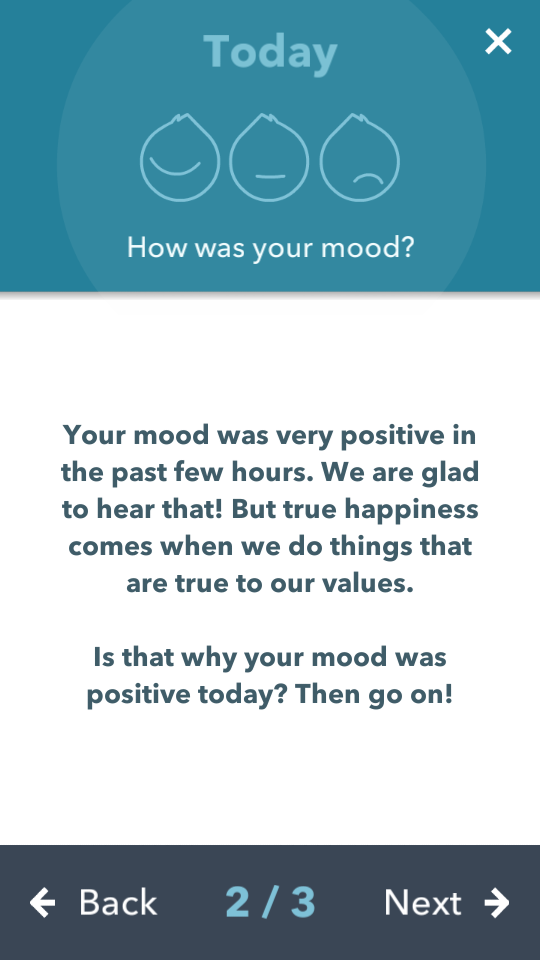 Today
How was your mood?
Your mood was very positive in
the past few hours. We are glad
to hear that! But true happiness
comes when we do things that
are true to our values.
Is that why your mood was
positive today? Then go on!
Back 2 / 3 Next